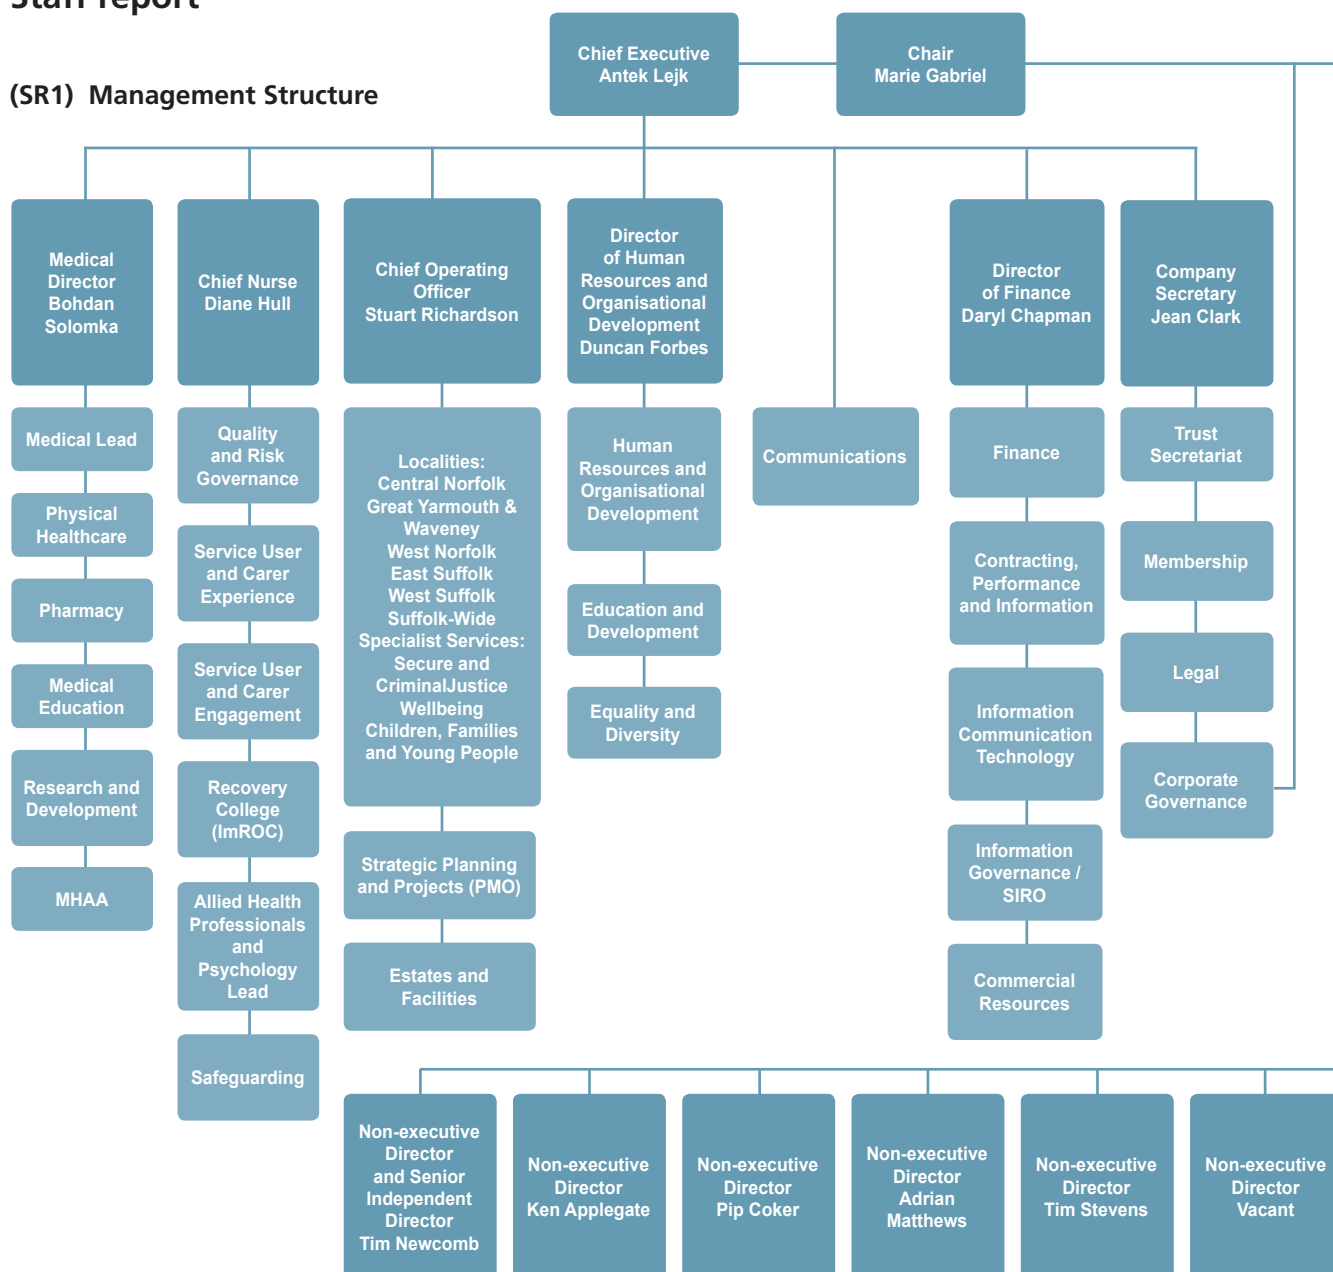 Staff report
(SR1) Management Structure
Chief Executive
Antek Lejk
Chair
Marie Gabriel
Medical
Director
Bohdan
Solomka
Medical Lead
Physical
Healthcare
Pharmacy
Medical
Education
Research and
Development
MHAA
Chief Nurse
Diane Hull
Quality
and Risk
Governance
Service User
and Carer
Experience
Service User
and Carer
Engagement
Recovery
College
(ImROC)
Allied Health
Professionals
and
Psychology
Lead
Safeguarding
Chief Operating
Officer
Stuart Richardson
Localities:
Central Norfolk
Great Yarmouth &
Waveney
West Norfolk
East Suffolk
West Suffolk
Suffolk-Wide
Specialist Services:
Secure and
CriminalJustice
Wellbeing
Children, Families
and Young People
Strategic Planning
and Projects (PMO)
Estates and
Facilities
Director
of Human
Resources and
Organisational
Development
Duncan Forbes
Human
Resources and
Organisational
Development
Education and
Development
Equality and
Diversity
Communications
Director
of Finance
Daryl Chapman
Finance
Contracting,
Performance
and Information
Information
Communication
Technology
Information
Governance /
SIRO
Commercial
Resources
Company
Secretary
Jean Clark
Trust
Secretariat
Membership
Legal
Corporate
Governance
Non-executive
Director
and Senior
Independent
Director
Tim Newcomb
Non-executive
Director
Ken Applegate
Non-executive
Director
Pip Coker
Non-executive
Director
Adrian
Matthews
Non-executive
Director
Tim Stevens
Non-executive
Director
Vacant